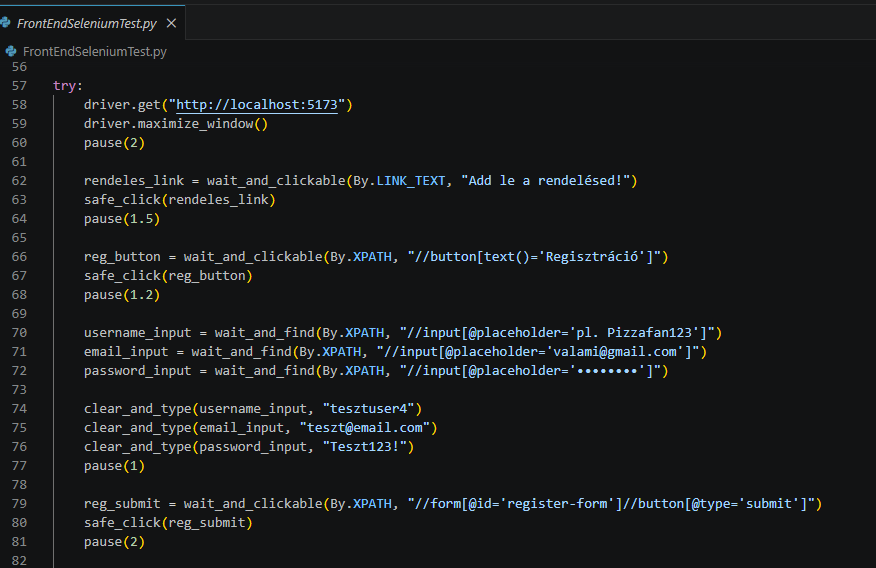 FrontEndSeleniumTest.py
FrontEndSeleniumTest.py
56
57 try:
58     driver.get("http://localhost:5173")
59     driver.maximize_window()
60     pause(2)
61
62     rendeles_link = wait_and_clickable(By.LINK_TEXT, "Add le a rendelésed!")
63     safe_click(rendeles_link)
64     pause(1.5)
65
66     reg_button = wait_and_clickable(By.XPATH, "//button[text()='Regisztráció']")
67     safe_click(reg_button)
68     pause(1.2)
69
70     username_input = wait_and_find(By.XPATH, "//input[@placeholder='pl. Pizzafan123']")
71     email_input = wait_and_find(By.XPATH, "//input[@placeholder='valami@gmail.com']")
72     password_input = wait_and_find(By.XPATH, "//input[@placeholder='••••••••']")
73
74     clear_and_type(username_input, "tesztuser4")
75     clear_and_type(email_input, "teszt@email.com")
76     clear_and_type(password_input, "Teszt123!")
77     pause(1)
78
79     reg_submit = wait_and_clickable(By.XPATH, "//form[@id='register-form']//button[@type='submit']")
80     safe_click(reg_submit)
81     pause(2)
82